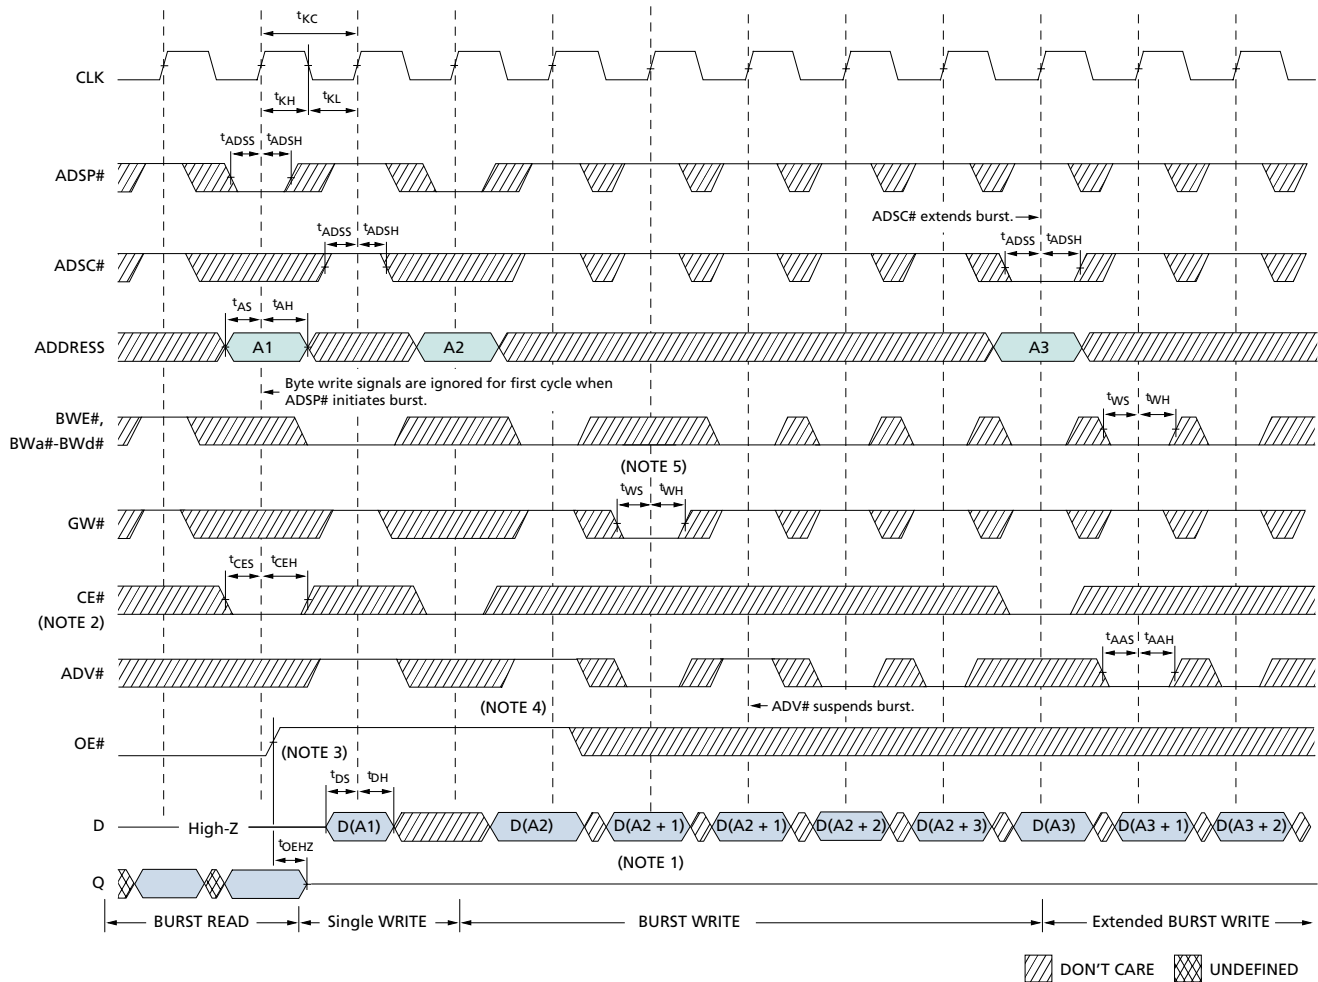 tKC
CLK
tKH
tKL
tADSS
tADSH
ADSP#
ADSC# extends burst.
tADSS
tADSH
tADSS
tADSH
ADSC#
tAS
tAH
ADDRESS
A1
A2
A3
Byte write signals are ignored for first cycle when
ADSP# initiates burst.
BWE#,
BWa#-BWd#
tWS
tWH
(NOTE 5)
tWS
tWH
GW#
tCES
tCEH
CE#
(NOTE 2)
tAAS
tAAH
ADV#
(NOTE 4)
ADV# suspends burst.
OE#
(NOTE 3)
tDS
tDH
D
High-Z
D(A1)
D(A2)
D(A2 + 1)
D(A2 + 1)
D(A2 + 2)
D(A2 + 3)
D(A3)
D(A3 + 1)
D(A3 + 2)
tOEHZ
(NOTE 1)
Q
BURST READ
Single WRITE
BURST WRITE
Extended BURST WRITE
DON'T CARE
UNDEFINED